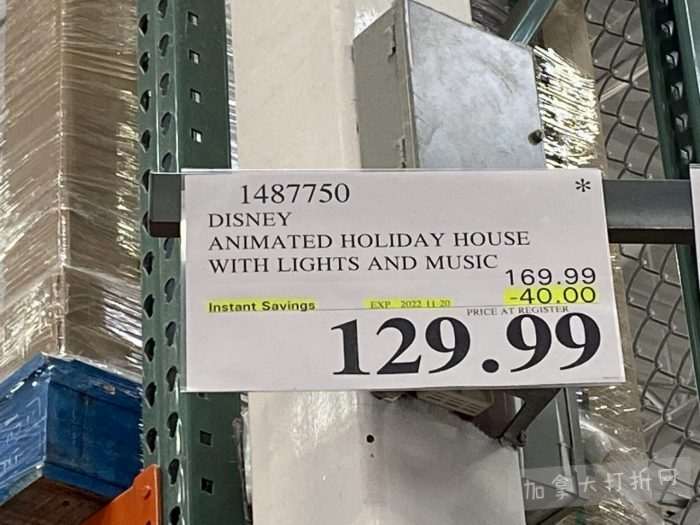 1487750
*
DISNEY
ANIMATED HOLIDAY HOUSE
WITH LIGHTS AND MUSIC
169.99
Instant Savings EXP. 2022-11-20 -40.00
PRICE AT REGISTER
129.99
加拿大打折网